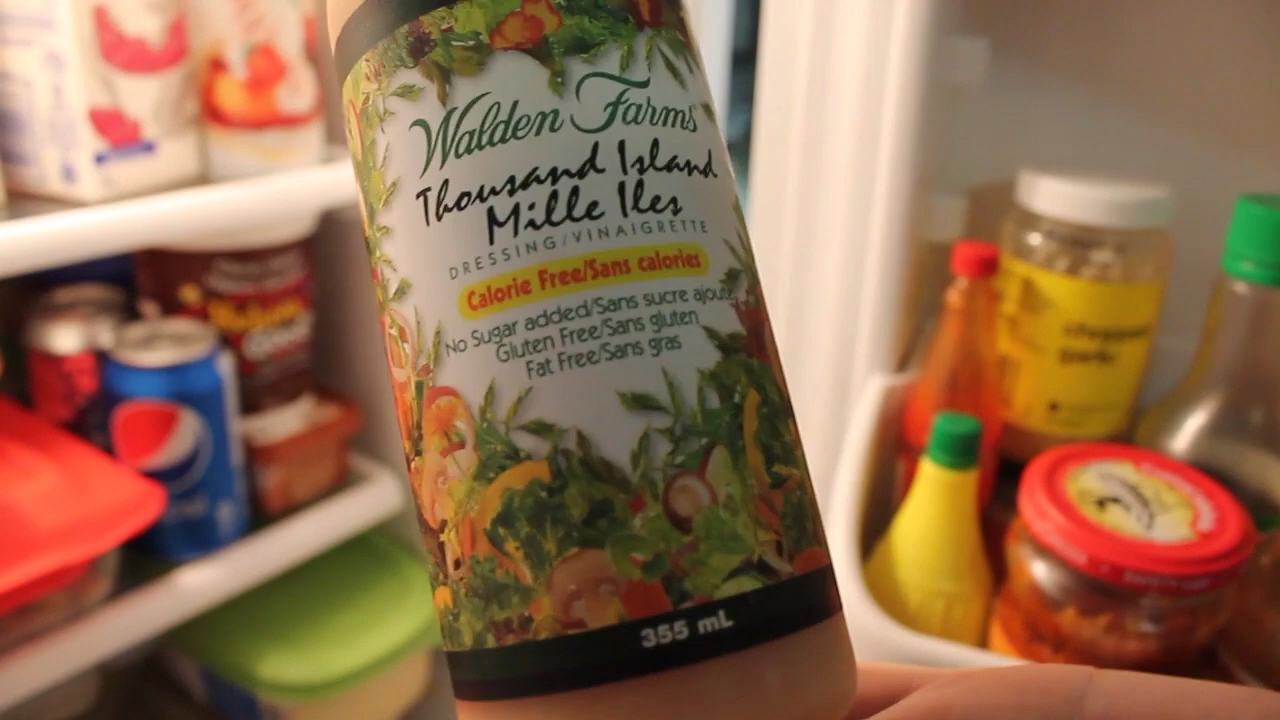 Walden Farms
Thousand Island
Mille Iles
DRESSING/VINAIGRETTE
Calorie Free/Sans calories
No Sugar added/Sans sucre ajouté
Gluten Free/Sans gluten
Fat Free/Sans gras
355 mL